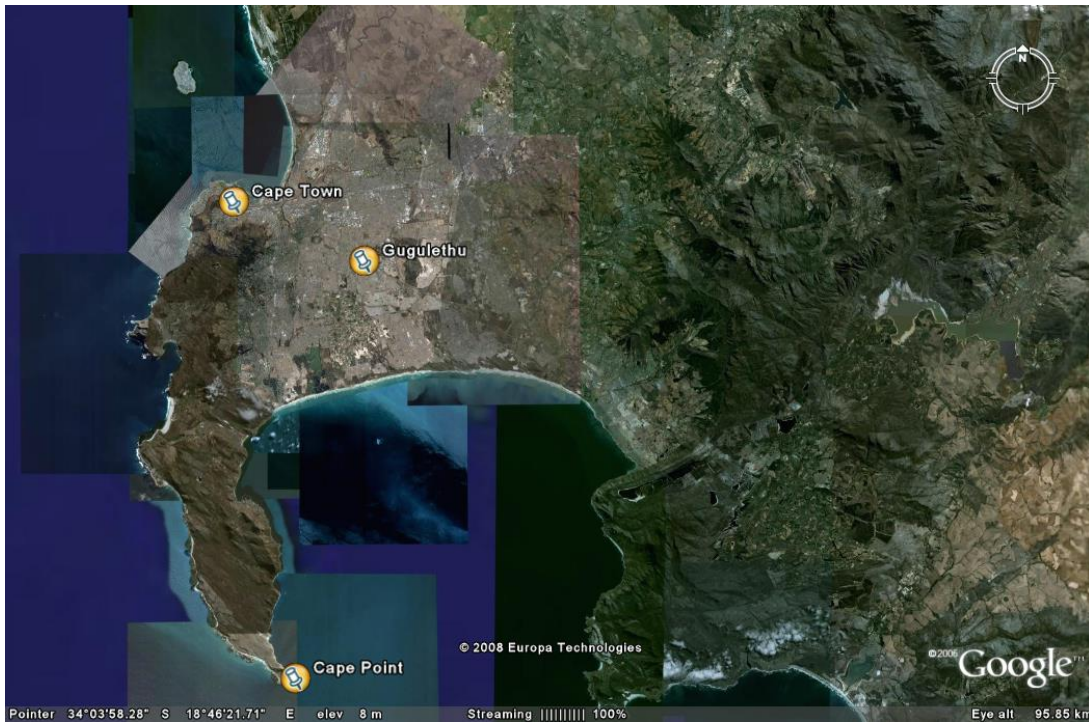 N
Cape Town
Gugulethu
Cape Point
© 2008 Europa Technologies
© 2006 Google™
Pointer 34°03'58.28" S 18°46'21.71" E elev 8 m Streaming |||||||||| 100% Eye alt 95.85 km